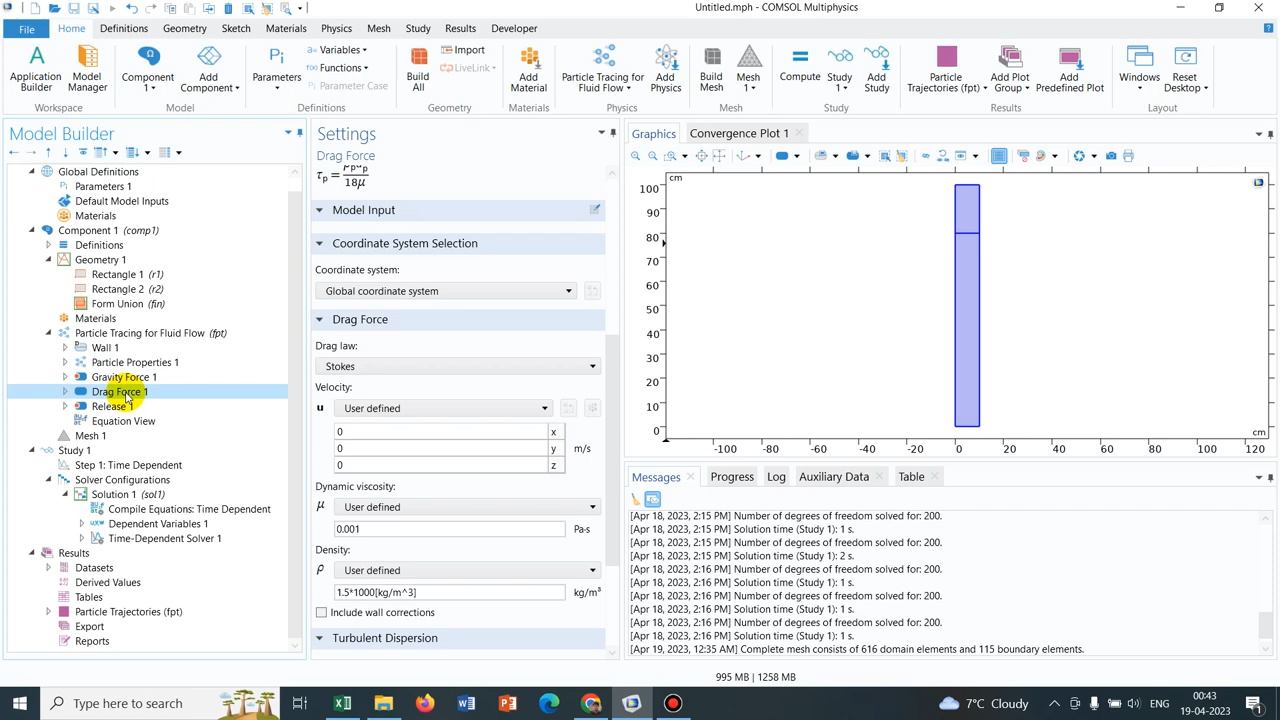 Untitled.mph - COMSOL Multiphysics
File
Home
Definitions
Geometry
Sketch
Materials
Physics
Mesh
Study
Results
Developer
Application Builder
Model Manager
Workspace
Component 1
Add Component
Model
Parameters
Variables
Functions
Parameter Case
Definitions
Build All
Import
LiveLink
Geometry
Add Material
Materials
Particle Tracing for Fluid Flow
Add Physics
Physics
Build Mesh
Mesh 1
Mesh
Compute
Study 1
Add Study
Study
Particle Trajectories (fpt)
Add Plot Group
Add Predefined Plot
Results
Windows
Reset Desktop
Layout
Model Builder
Global Definitions
Parameters 1
Default Model Inputs
Materials
Component 1 (comp1)
Definitions
Geometry 1
Rectangle 1 (r1)
Rectangle 2 (r2)
Form Union (fin)
Materials
Particle Tracing for Fluid Flow (fpt)
Wall 1
Particle Properties 1
Gravity Force 1
Drag Force 1
Release 1
Equation View
Mesh 1
Study 1
Step 1: Time Dependent
Solver Configurations
Solution 1 (sol1)
Compile Equations: Time Dependent
Dependent Variables 1
Time-Dependent Solver 1
Results
Datasets
Derived Values
Tables
Particle Trajectories (fpt)
Export
Reports
Settings
Drag Force
18μ
Model Input
Coordinate System Selection
Coordinate system:
Global coordinate system
Drag Force
Drag law:
Stokes
Velocity:
u User defined
0 x
0 y m/s
0 z
Dynamic viscosity:
μ User defined
0.001 Pa·s
Density:
ρ User defined
1.5*1000[kg/m^3] kg/m³
Include wall corrections
Turbulent Dispersion
Graphics
Convergence Plot 1
cm
100
90
80
70
60
50
40
30
20
10
0
cm
-100 -80 -60 -40 -20 0 20 40 60 80 100 120
Messages
Progress
Log
Auxiliary Data
Table
[Apr 18, 2023, 2:15 PM] Number of degrees of freedom solved for: 200.
[Apr 18, 2023, 2:15 PM] Solution time (Study 1): 1 s.
[Apr 18, 2023, 2:15 PM] Number of degrees of freedom solved for: 200.
[Apr 18, 2023, 2:15 PM] Solution time (Study 1): 2 s.
[Apr 18, 2023, 2:16 PM] Number of degrees of freedom solved for: 200.
[Apr 18, 2023, 2:16 PM] Solution time (Study 1): 1 s.
[Apr 18, 2023, 2:16 PM] Number of degrees of freedom solved for: 200.
[Apr 18, 2023, 2:16 PM] Solution time (Study 1): 1 s.
[Apr 18, 2023, 2:16 PM] Number of degrees of freedom solved for: 200.
[Apr 18, 2023, 2:16 PM] Solution time (Study 1): 1 s.
[Apr 19, 2023, 12:35 AM] Complete mesh consists of 616 domain elements and 115 boundary elements.
995 MB | 1258 MB
Type here to search
7°C Cloudy
ENG
00:43
19-04-2023